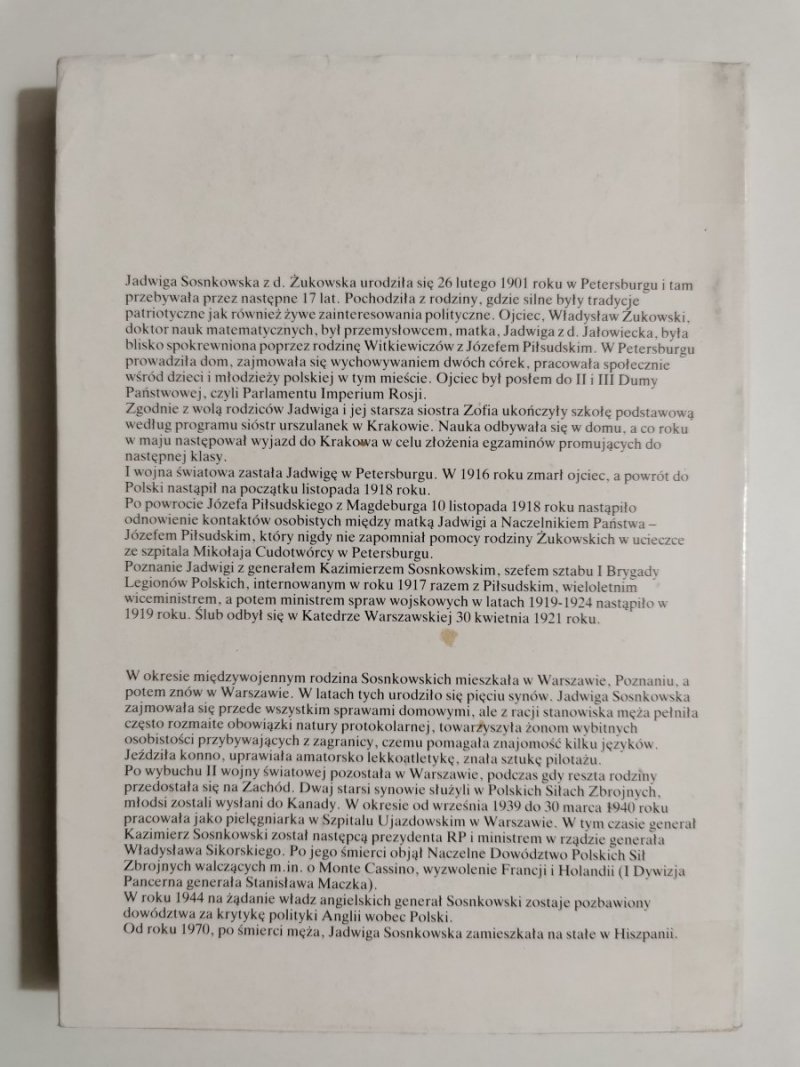 Jadwiga Sosnkowska z d. Żukowska urodziła się 26 lutego 1901 roku w Petersburgu i tam
przebywała przez następne 17 lat. Pochodziła z rodziny, gdzie silne były tradycje
patriotyczne jak również żywe zainteresowania polityczne. Ojciec, Władysław Żukowski,
doktor nauk matematycznych, był przemysłowcem, matka, Jadwiga z d. Jałowiecka, była
blisko spokrewniona poprzez rodzinę Witkiewiczów z Józefem Piłsudskim. W Petersburgu
prowadziła dom, zajmowała się wychowywaniem dwóch córek, pracowała społecznie
wśród dzieci i młodzieży polskiej w tym mieście. Ojciec był posłem do II i III Dumy
Państwowej, czyli Parlamentu Imperium Rosji.
Zgodnie z wolą rodziców Jadwiga i jej starsza siostra Zofia ukończyły szkołę podstawową
według programu sióstr urszulanek w Krakowie. Nauka odbywała się w domu, a co roku
w maju następował wyjazd do Krakowa w celu złożenia egzaminów promujących do
następnej klasy.
I wojna światowa zastała Jadwigę w Petersburgu. W 1916 roku zmarł ojciec, a powrót do
Polski nastąpił na początku listopada 1918 roku.
Po powrocie Józefa Piłsudskiego z Magdeburga 10 listopada 1918 roku nastąpiło
odnowienie kontaktów osobistych między matką Jadwigi a Naczelnikiem Państwa –
Józefem Piłsudskim, który nigdy nie zapomniał pomocy rodziny Żukowskich w ucieczce
ze szpitala Mikołaja Cudotwórcy w Petersburgu.
Poznanie Jadwigi z generałem Kazimierzem Sosnkowskim, szefem sztabu I Brygady
Legionów Polskich, internowanym w roku 1917 razem z Piłsudskim, wieloletnim
wiceministrem, a potem ministrem spraw wojskowych w latach 1919-1924 nastąpiło w
1919 roku. Ślub odbył się w Katedrze Warszawskiej 30 kwietnia 1921 roku.
W okresie międzywojennym rodzina Sosnkowskich mieszkała w Warszawie, Poznaniu, a
potem znów w Warszawie. W latach tych urodziło się pięciu synów. Jadwiga Sosnkowska
zajmowała się przede wszystkim sprawami domowymi, ale z racji stanowiska męża pełniła
często rozmaite obowiązki natury protokolarnej, towarzyszyła żonom wybitnych
osobistości przybywających z zagranicy, czemu pomagała znajomość kilku języków.
Jeździła konno, uprawiała amatorsko lekkoatletykę, znała sztukę pilotażu.
Po wybuchu II wojny światowej pozostała w Warszawie, podczas gdy reszta rodziny
przedostała się na Zachód. Dwaj starsi synowie służyli w Polskich Siłach Zbrojnych,
młodsi zostali wysłani do Kanady. W okresie od września 1939 do 30 marca 1940 roku
pracowała jako pielęgniarka w Szpitalu Ujazdowskim w Warszawie. W tym czasie generał
Kazimierz Sosnkowski został następcą prezydenta RP i ministrem w rządzie generała
Władysława Sikorskiego. Po jego śmierci objął Naczelne Dowództwo Polskich Sił
Zbrojnych walczących m.in. o Monte Cassino, wyzwolenie Francji i Holandii (I Dywizja
Pancerna generała Stanisława Maczka).
W roku 1944 na żądanie władz angielskich generał Sosnkowski zostaje pozbawiony
dowództwa za krytykę polityki Anglii wobec Polski.
Od roku 1970, po śmierci męża, Jadwiga Sosnkowska zamieszkała na stałe w Hiszpanii.